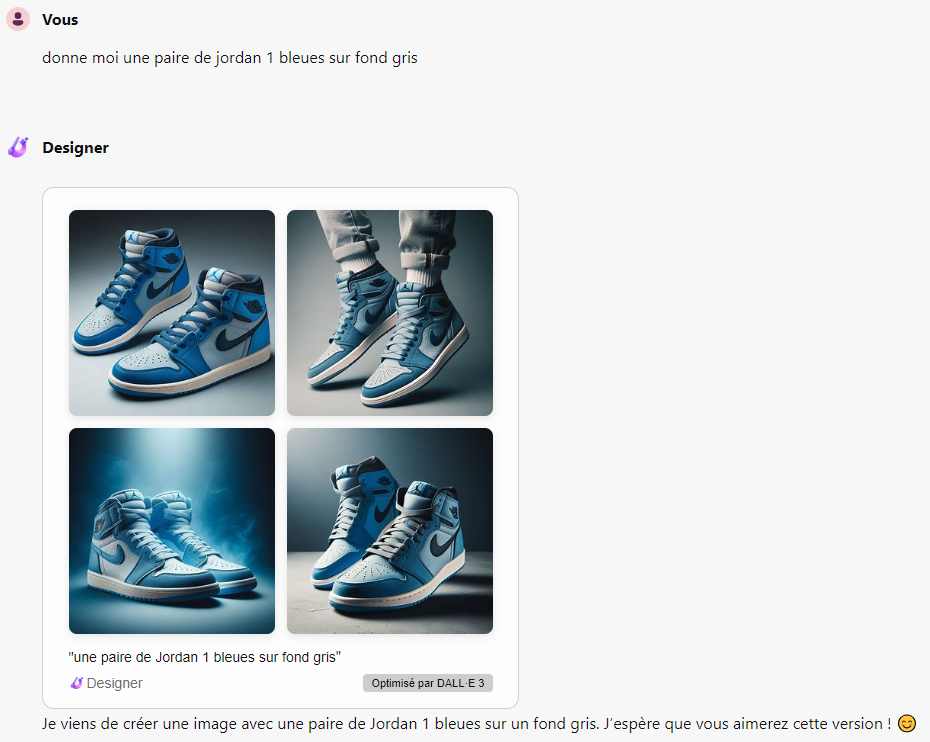 Vous
donne moi une paire de jordan 1 bleues sur fond gris
Designer
"une paire de Jordan 1 bleues sur fond gris"
Designer
Optimisé par DALL·E 3
Je viens de créer une image avec une paire de Jordan 1 bleues sur un fond gris. J’espère que vous aimerez cette version ! 😊